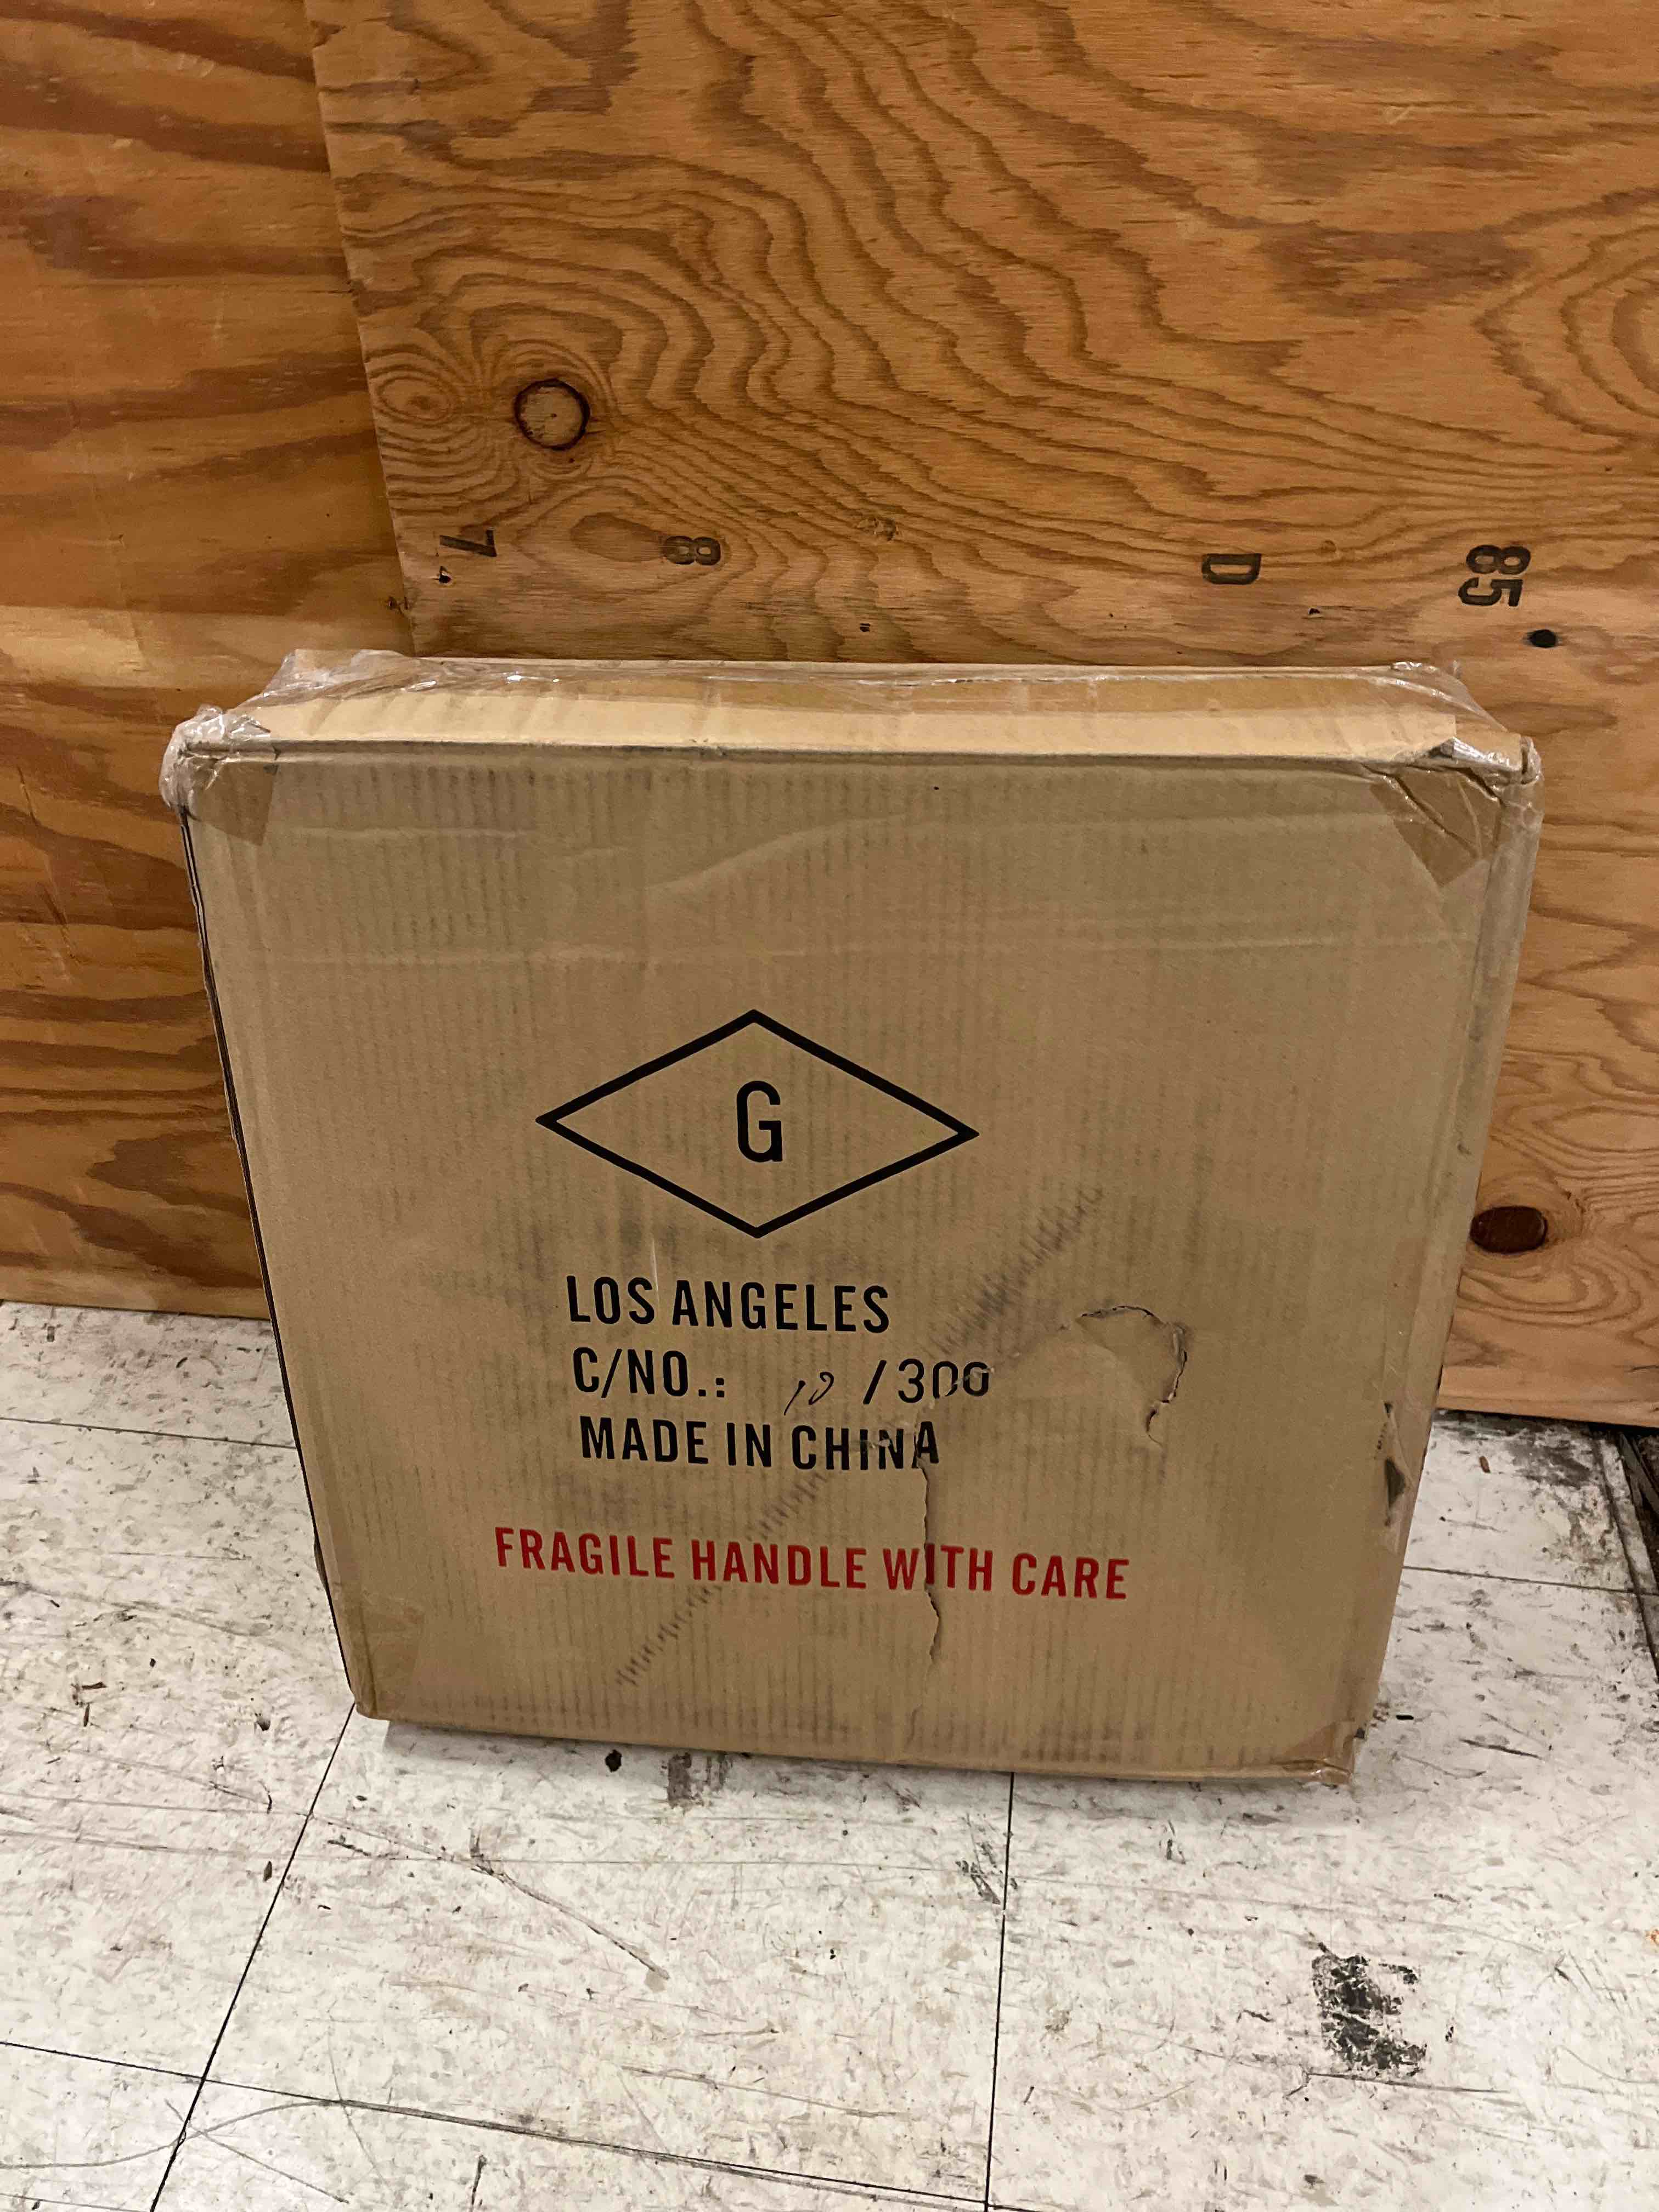 7 8 D 85
G
LOS ANGELES
C/NO.: 10 /300
MADE IN CHINA
FRAGILE HANDLE WITH CARE